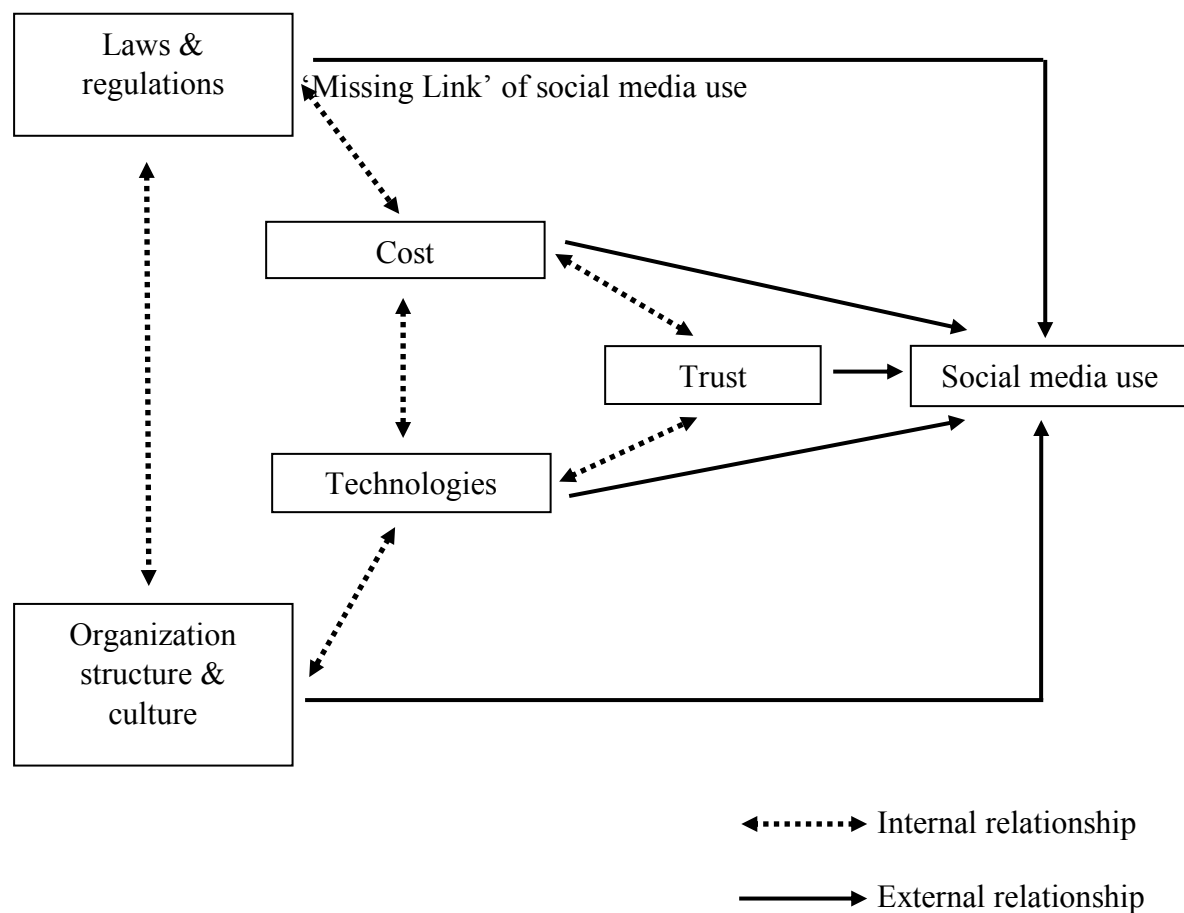 Laws &
regulations
‘Missing Link’ of social media use
Cost
Trust
Social media use
Technologies
Organization
structure &
culture
Internal relationship
External relationship